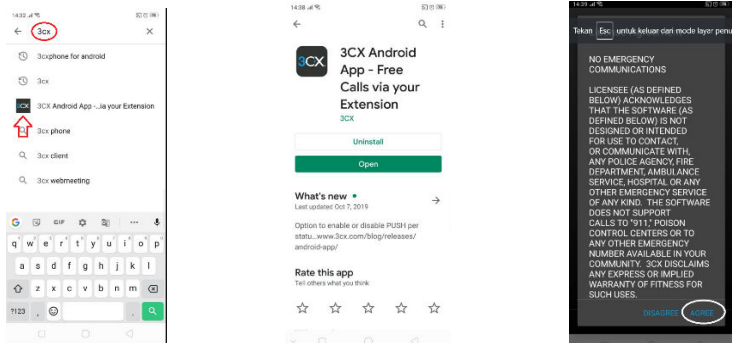 14:32
3cx
3cxphone for android
3cx
3CX Android App -...ia your Extension
3cx phone
3cx client
3cx webmeeting
GIF
q w e r t y u i o p
a s d f g h j k l
z x c v b n m
?123 , .
14:38
3CX
3CX Android
App - Free
Calls via your
Extension
3CX
Uninstall
Open
What's new
Last updated Oct 7, 2019
Option to enable or disable PUSH per
statu...www.3cx.com/blog/releases/
android-app/
Rate this app
Tell others what you think
14:39
Tekan Esc untuk keluar dari mode layar penu
NO EMERGENCY
COMMUNICATIONS
LICENSEE (AS DEFINED
BELOW) ACKNOWLEDGES
THAT THE SOFTWARE (AS
DEFINED BELOW) IS NOT
DESIGNED OR INTENDED
FOR USE TO CONTACT,
OR COMMUNICATE WITH,
ANY POLICE AGENCY, FIRE
DEPARTMENT, AMBULANCE
SERVICE, HOSPITAL OR ANY
OTHER EMERGENCY SERVICE
OF ANY KIND. THE SOFTWARE
DOES NOT SUPPORT
CALLS TO "911," POISON
CONTROL CENTERS OR TO
ANY OTHER EMERGENCY
NUMBER AVAILABLE IN YOUR
COMMUNITY. 3CX DISCLAIMS
ANY EXPRESS OR IMPLIED
WARRANTY OF FITNESS FOR
SUCH USES.
DISAGREE AGREE